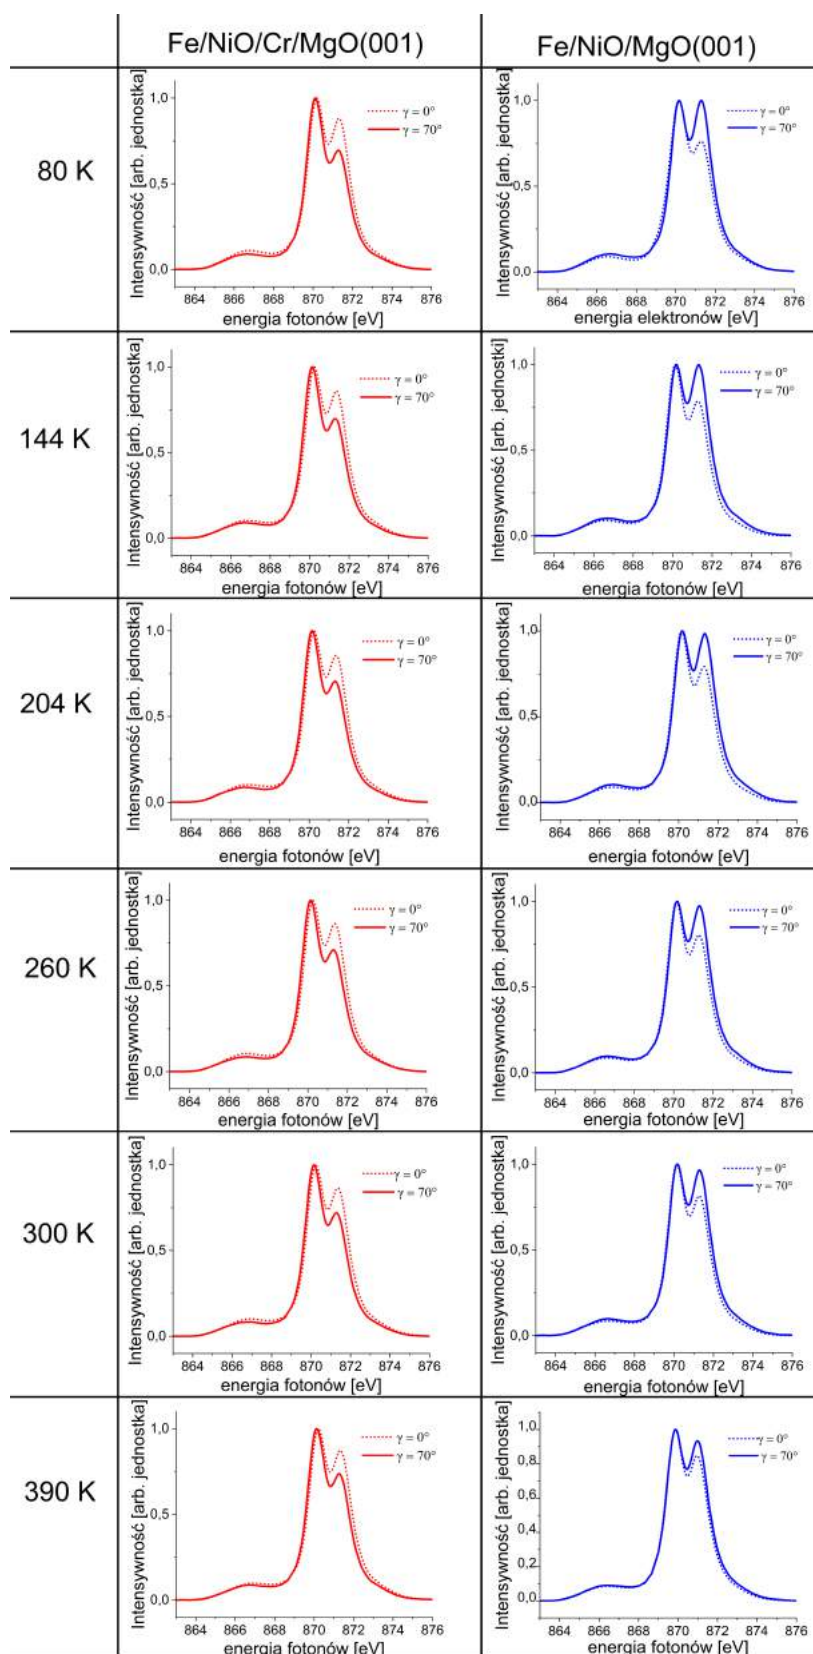 Fe/NiO/Cr/MgO(001)
Fe/NiO/MgO(001)
80 K
Intensywność [arb. jednostka]
1,0
0,5
0,0
864 866 868 870 872 874 876
energia fotonów [eV]
γ = 0°
γ = 70°
Intensywność [arb. jednostka]
1,0
0,5
0,0
864 866 868 870 872 874 876
energia elektronów [eV]
γ = 0°
γ = 70°
144 K
Intensywność [arb. jednostka]
1,0
0,5
0,0
864 866 868 870 872 874 876
energia fotonów [eV]
γ = 0°
γ = 70°
Intensywność [arb. jednostki]
1,0
0,5
0,0
864 866 868 870 872 874 876
energia fotonów [eV]
γ = 0°
γ = 70°
204 K
Intensywność [arb. jednostka]
1,0
0,5
0,0
864 866 868 870 872 874 876
energia fotonów [eV]
γ = 0°
γ = 70°
Intensywność [arb. jednostka]
1,0
0,5
0,0
864 866 868 870 872 874 876
energia fotonów [eV]
γ = 0°
γ = 70°
260 K
Intensywność [arb. jednostka]
1,0
0,5
0,0
864 866 868 870 872 874 876
energia fotonów [eV]
γ = 0°
γ = 70°
Intensywność [arb. jednostka]
1,0
0,5
0,0
864 866 868 870 872 874 876
energia fotonów [eV]
γ = 0°
γ = 70°
300 K
Intensywność [arb. jednostka]
1,0
0,5
0,0
864 866 868 870 872 874 876
energia fotonów [eV]
γ = 0°
γ = 70°
Intensywność [arb. jednostka]
1,0
0,5
0,0
864 866 868 870 872 874 876
energia fotonów [eV]
γ = 0°
γ = 70°
390 K
Intensywność [arb. jednostka]
1,0
0,5
0,0
864 866 868 870 872 874 876
energia fotonów [eV]
γ = 0°
γ = 70°
Intensywność [arb. jednostka]
1,0
0,8
0,6
0,4
0,2
0,0
864 866 868 870 872 874 876
energia fotonów [eV]
γ = 0°
γ = 70°